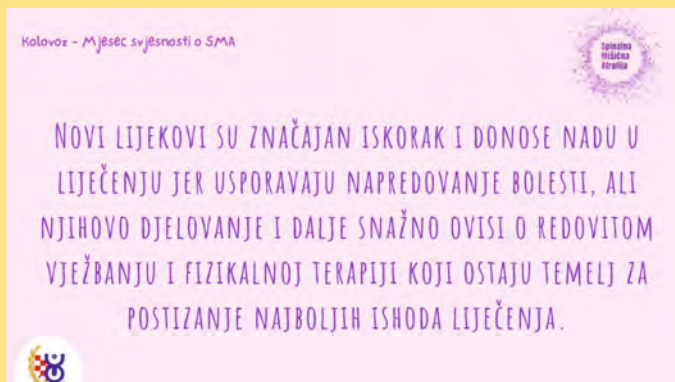 Kolovoz - Mjesec svjesnosti o SMA
Spinalna
Mišićna
Atrofija
NOVI LIJEKOVI SU ZNAČAJAN ISKORAK I DONOSE NADU U
LIJEČENJU JER USPORAVAJU NAPREDOVANJE BOLESTI, ALI
NJIHOVO DJELOVANJE I DALJE SNAŽNO OVISI O REDOVITOM
VJEŽBANJU I FIZIKALNOJ TERAPIJI KOJI OSTAJU TEMELJ ZA
POSTIZANJE NAJBOLJIH ISHODA LIJEČENJA.